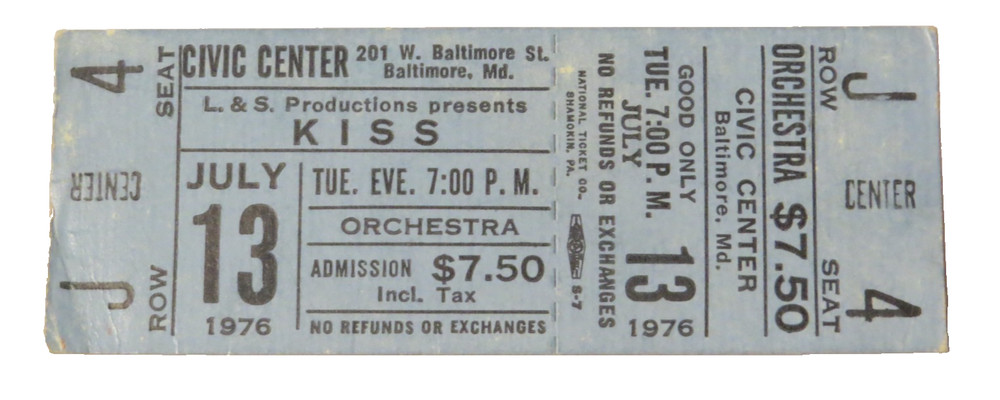 4 SEAT
CENTER
J ROW
CIVIC CENTER 201 W. Baltimore St.
Baltimore, Md.
L. & S. Productions presents
KISS
JULY
13
1976
TUE. EVE. 7:00 P. M.
ORCHESTRA
ADMISSION $7.50
Incl. Tax
NO REFUNDS OR EXCHANGES
NATIONAL TICKET CO.
SHAMOKIN, PA.
S-7
NO REFUNDS OR EXCHANGES
GOOD ONLY
TUE. 7:00 P. M.
JULY
13
1976
CIVIC CENTER
Baltimore, Md.
ORCHESTRA $7.50
ROW J
CENTER
SEAT 4